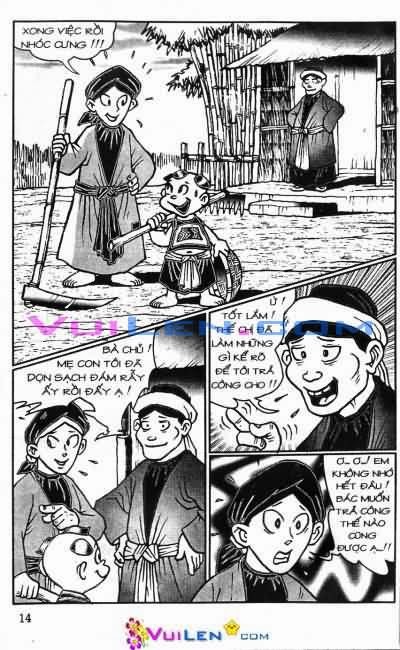 XONG VIỆC RỒI
NHÓC CƯNG !!!
Ừ !
TỐT LẮM !
THẾ CHỊ ĐÃ
LÀM NHỮNG
GÌ KỂ RÕ
ĐỂ TÔI TRẢ
CÔNG CHO !!
BÀ CHỦ !
MẸ CON TÔI ĐÃ
DỌN SẠCH ĐÁM RẪY
ẤY RỒI ĐẤY Ạ !
Ơ... Ơ...! EM
KHÔNG NHỚ
HẾT ĐÂU !
BÁC MUỐN
TRẢ CÔNG
THẾ NÀO
CŨNG
ĐƯỢC Ạ...!!
VUILEN.COM
14
VUILEN.COM